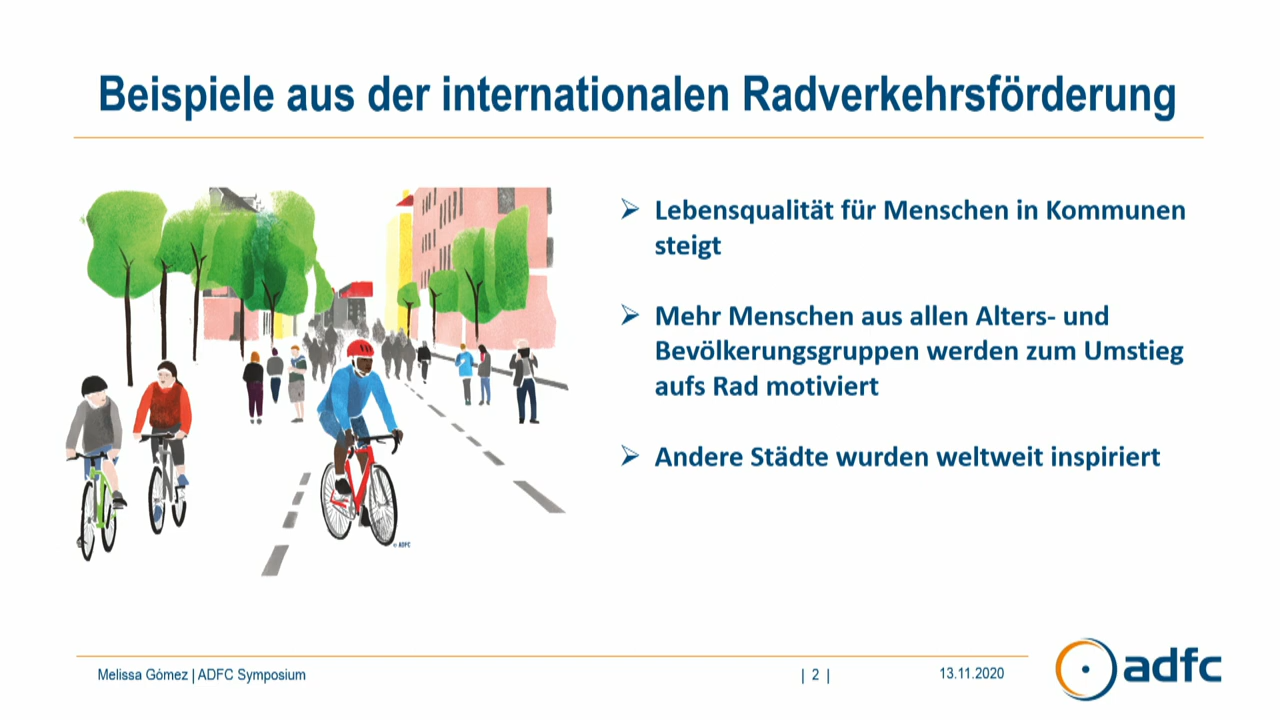 Beispiele aus der internationalen Radverkehrsförderung
Lebensqualität für Menschen in Kommunen
steigt
Mehr Menschen aus allen Alters- und
Bevölkerungsgruppen werden zum Umstieg
aufs Rad motiviert
Andere Städte wurden weltweit inspiriert
© ADFC
Melissa Gómez | ADFC Symposium
| 2 |
13.11.2020
adfc